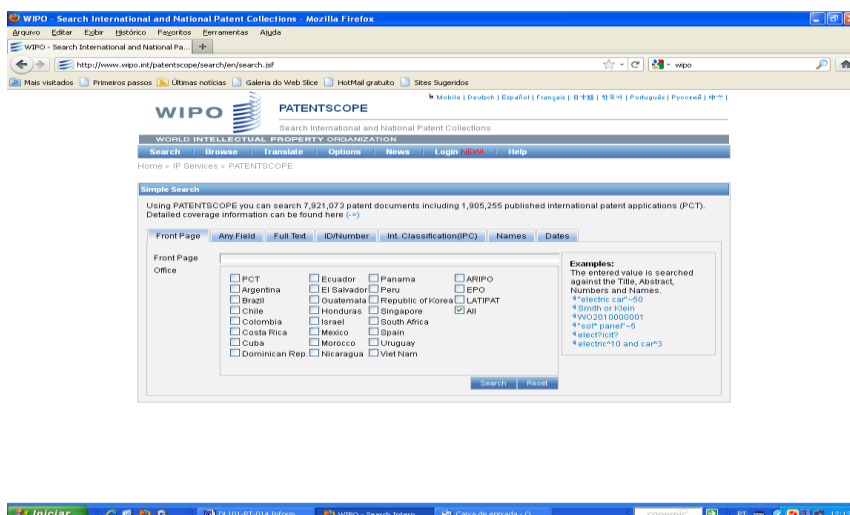 WIPO - Search International and National Patent Collections - Mozilla Firefox
Arquivo Editar Exibir Histórico Favoritos Ferramentas Ajuda
WIPO - Search International and National Pa...
http://www.wipo.int/patentscope/search/en/search.jsf
wipo
Mais visitados Primeiros passos Últimas notícias Galeria do Web Slice HotMail gratuito Sites Sugeridos
Mobile | Deutsch | Español | Français | 日本語 | 한국어 | Português | Русский | 中文 |
WIPO
PATENTSCOPE
Search International and National Patent Collections
WORLD INTELLECTUAL PROPERTY ORGANIZATION
Search Browse Translate Options News Login NEW! Help
Home > IP Services > PATENTSCOPE
Simple Search
Using PATENTSCOPE you can search 7,921,073 patent documents including 1,905,255 published international patent applications (PCT).
Detailed coverage information can be found here (->)
Front Page Any Field Full Text ID/Number Int. Classification(IPC) Names Dates
Front Page
Office
PCT Ecuador Panama ARIPO
Argentina El Salvador Peru EPO
Brazil Guatemala Republic of Korea LATIPAT
Chile Honduras Singapore All
Colombia Israel South Africa
Costa Rica Mexico Spain
Cuba Morocco Uruguay
Dominican Rep. Nicaragua Viet Nam
Examples:
The entered value is searched
against the Title, Abstract,
Numbers and Names.
"electric car"~50
Smith or Klein
WO2010000001
"sol* panel"~5
elect?icit?
electric^10 and car^3
Search Reset
Iniciar DL101-PT-014 Inform... WIPO - Search Intern... Caixa de entrada - O... copernic PT